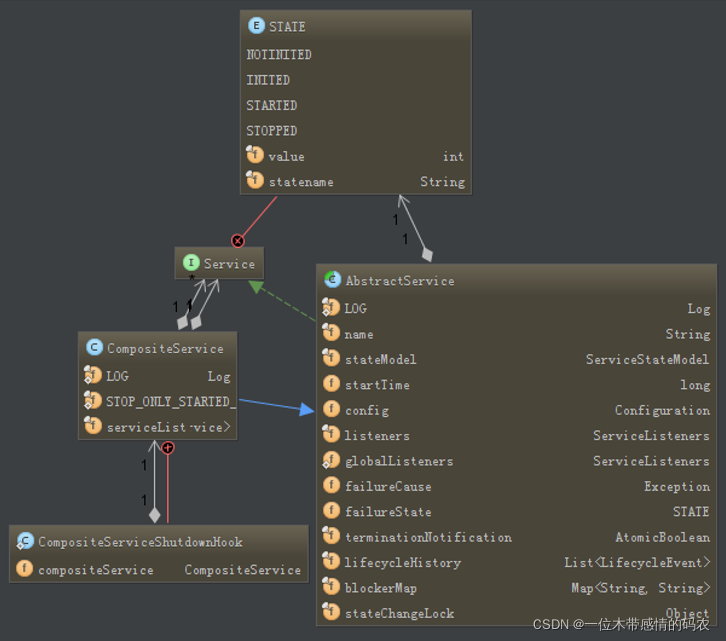 E STATE
NOTINITED
INITED
STARTED
STOPPED
f value int
f statename String
1
1
I Service
*
1 1
C CompositeService
f LOG Log
f STOP_ONLY_STARTED_
f serviceList vice>
1
1
C CompositeServiceShutdownHook
f compositeService CompositeService
C AbstractService
f LOG Log
f name String
f stateModel ServiceStateModel
f startTime long
f config Configuration
f listeners ServiceListeners
f globalListeners ServiceListeners
f failureCause Exception
f failureState STATE
f terminationNotification AtomicBoolean
f lifecycleHistory List<LifecycleEvent>
f blockerMap Map<String, String>
f stateChangeLock Object
CSDN @一位木带感情的码农